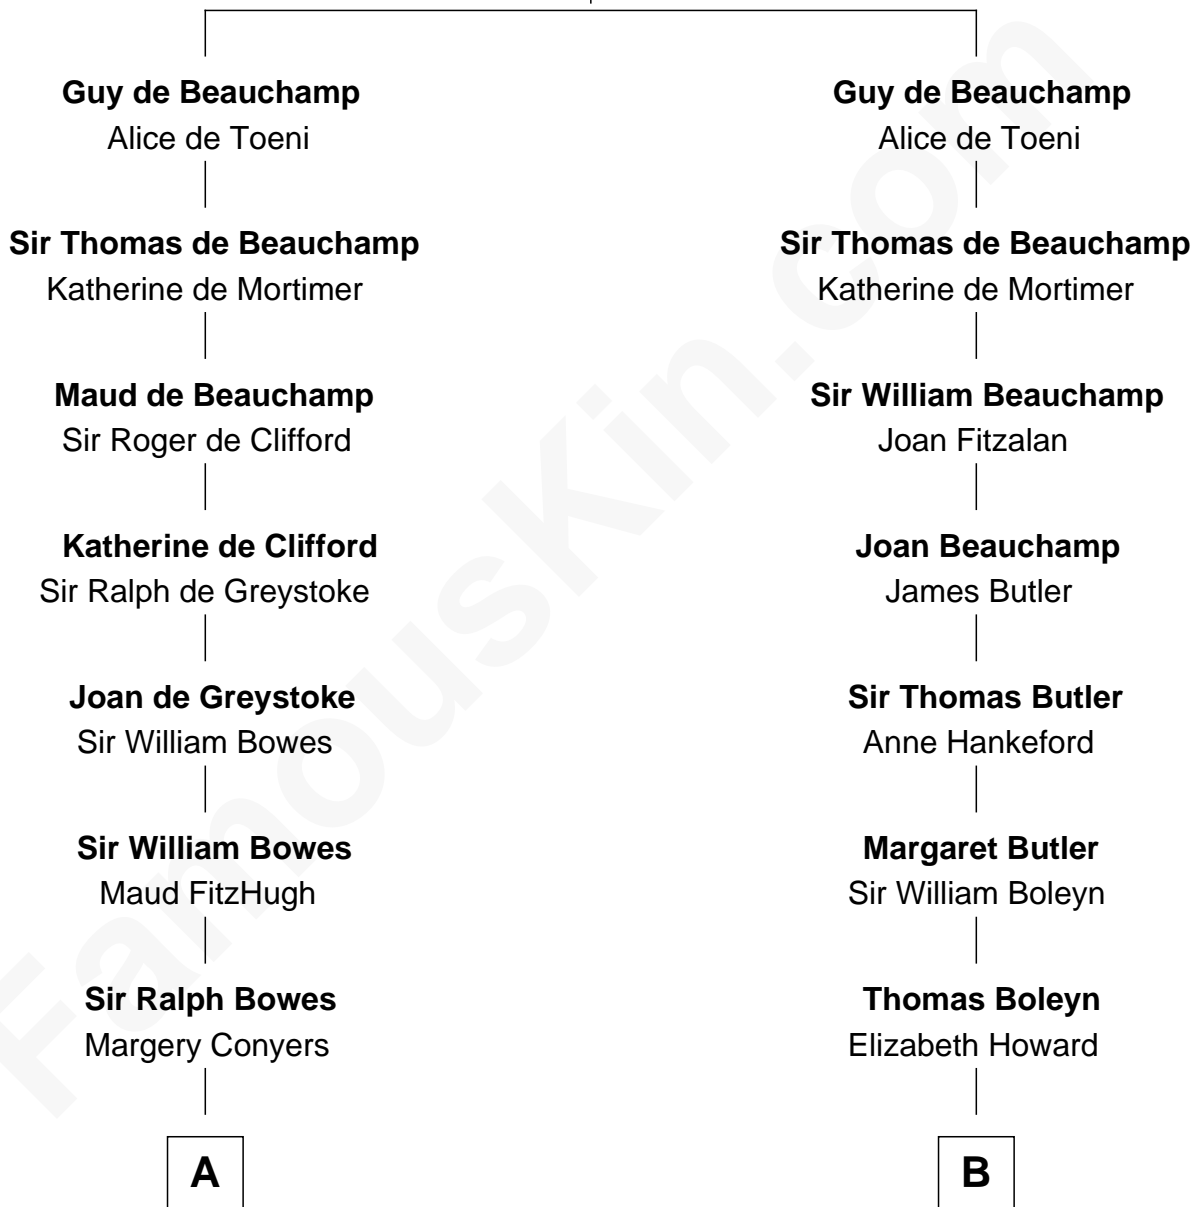 Guy de Beauchamp
Alice de Toeni
Sir Thomas de Beauchamp
Katherine de Mortimer
Maud de Beauchamp
Sir Roger de Clifford
Katherine de Clifford
Sir Ralph de Greystoke
Joan de Greystoke
Sir William Bowes
Sir William Bowes
Maud FitzHugh
Sir Ralph Bowes
Margery Conyers
A
Guy de Beauchamp
Alice de Toeni
Sir Thomas de Beauchamp
Katherine de Mortimer
Sir William Beauchamp
Joan Fitzalan
Joan Beauchamp
James Butler
Sir Thomas Butler
Anne Hankeford
Margaret Butler
Sir William Boleyn
Thomas Boleyn
Elizabeth Howard
B
FamousKin.com